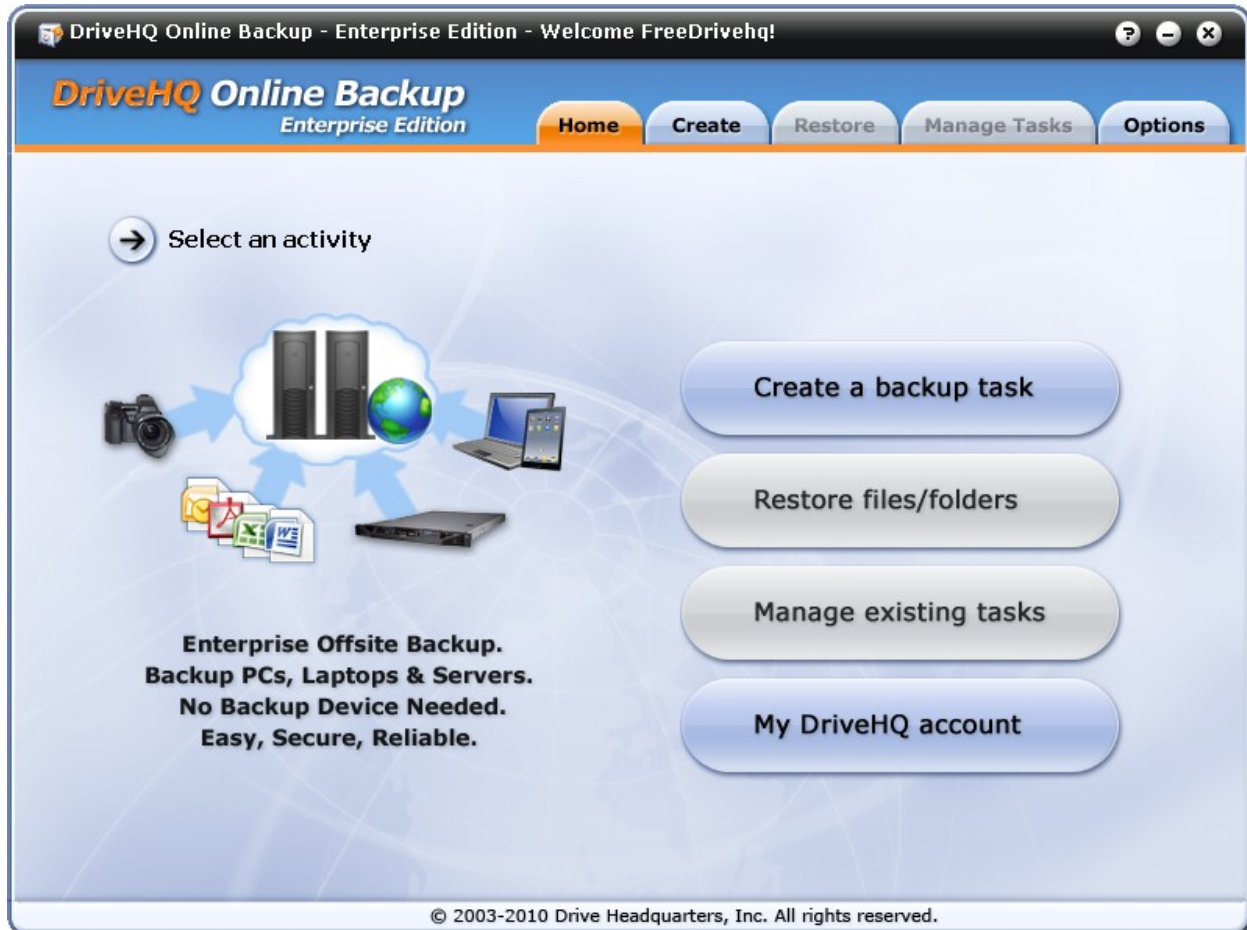 DriveHQ Online Backup - Enterprise Edition - Welcome FreeDrivehq!
DriveHQ Online Backup
Enterprise Edition
Home
Create
Restore
Manage Tasks
Options
Select an activity
Create a backup task
Restore files/folders
Manage existing tasks
My DriveHQ account
Enterprise Offsite Backup.
Backup PCs, Laptops & Servers.
No Backup Device Needed.
Easy, Secure, Reliable.
© 2003-2010 Drive Headquarters, Inc. All rights reserved.